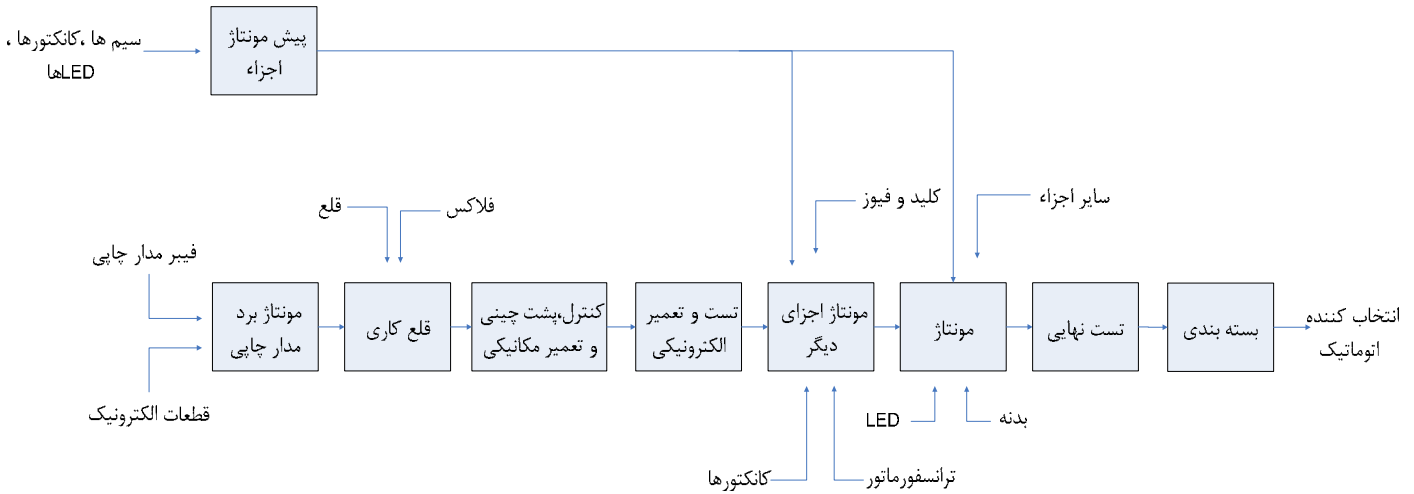 سیم ها ،کانکتورها ،
LEDها
پیش مونتاژ
اجزاء
قلع
فلاکس
کلید و فیوز
سایر اجزاء
فیبر مدار چاپی
قطعات الکترونیک
مونتاژ برد
مدار چاپی
قلع کاری
کنترل،پشت چینی
و تعمیر مکانیکی
تست و تعمیر
الکترونیکی
مونتاژ اجزای
دیگر
مونتاژ
تست نهایی
بسته بندی
انتخاب کننده
اتوماتیک
LED
بدنه
کانکتورها
ترانسفورماتور